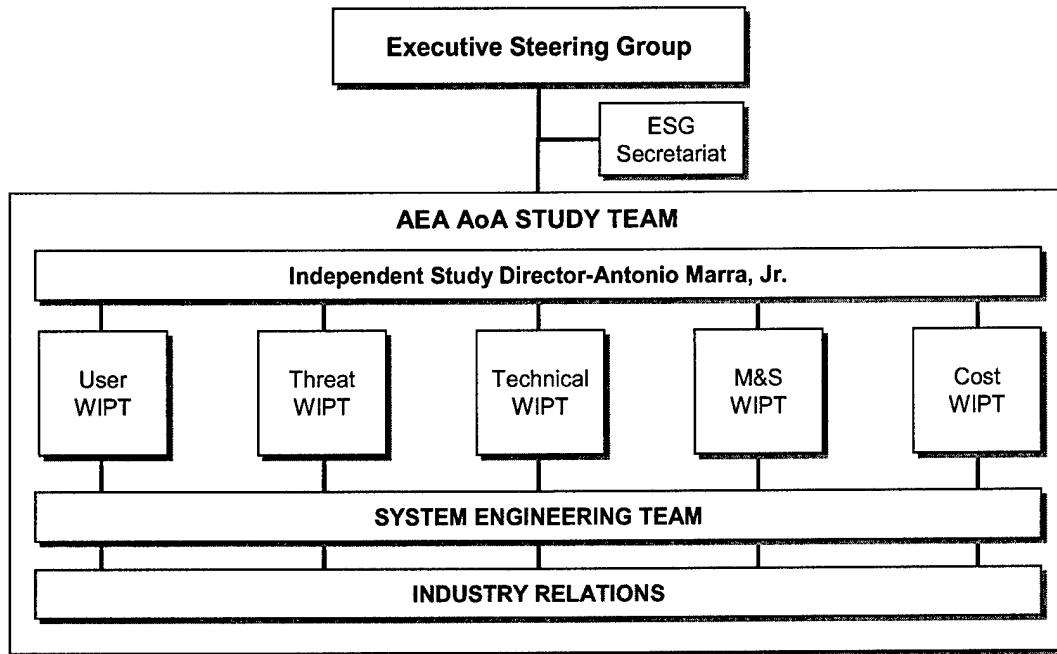 Executive Steering Group
ESG
Secretariat
AEA AoA STUDY TEAM
Independent Study Director-Antonio Marra, Jr.
User
WIPT
Threat
WIPT
Technical
WIPT
M&S
WIPT
Cost
WIPT
SYSTEM ENGINEERING TEAM
INDUSTRY RELATIONS